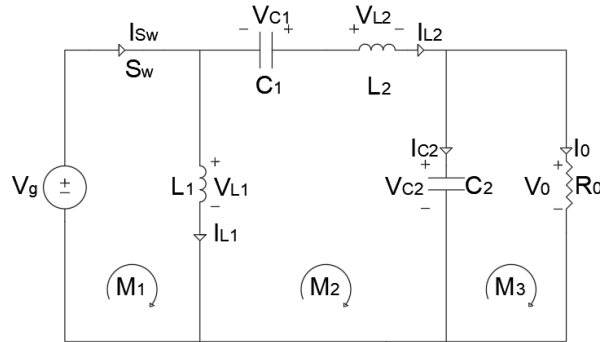 I_Sw
V_C1
V_L2
I_L2
- +
+ -
S_w
C_1
L_2
I_C2
I_0
V_g
+
-
L_1
+
V_L1
-
I_L1
+
V_C2
-
C_2
+
V_0
-
R_0
M_1
M_2
M_3